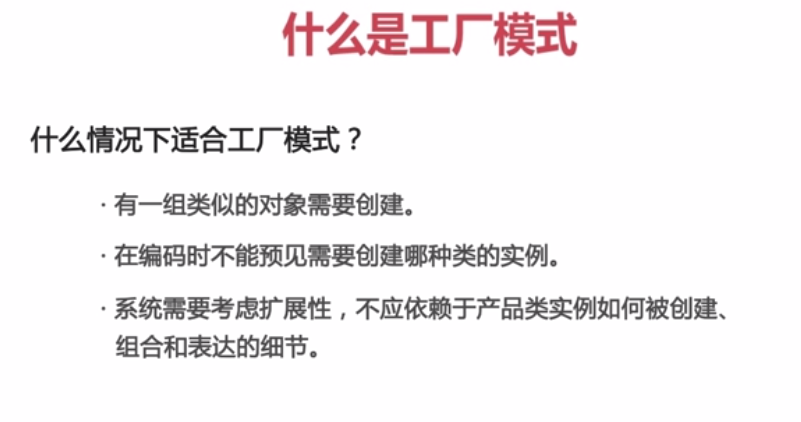 什么是工厂模式
什么情况下适合工厂模式？
· 有一组类似的对象需要创建。
· 在编码时不能预见需要创建哪种类的实例。
· 系统需要考虑扩展性，不应依赖于产品类实例如何被创建、
组合和表达的细节。